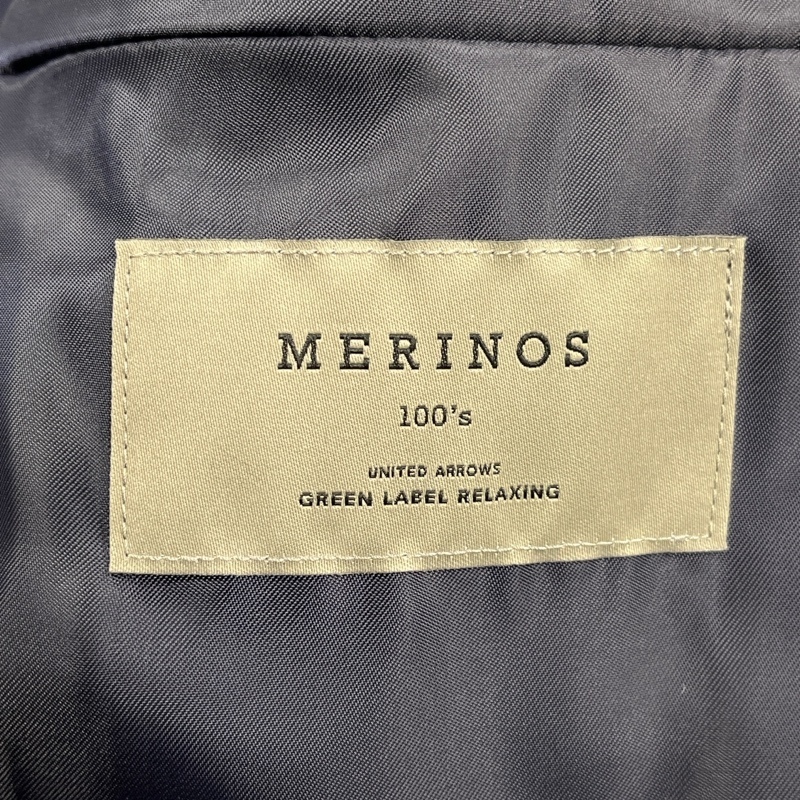 MERINOS
100's
UNITED ARROWS
GREEN LABEL RELAXING